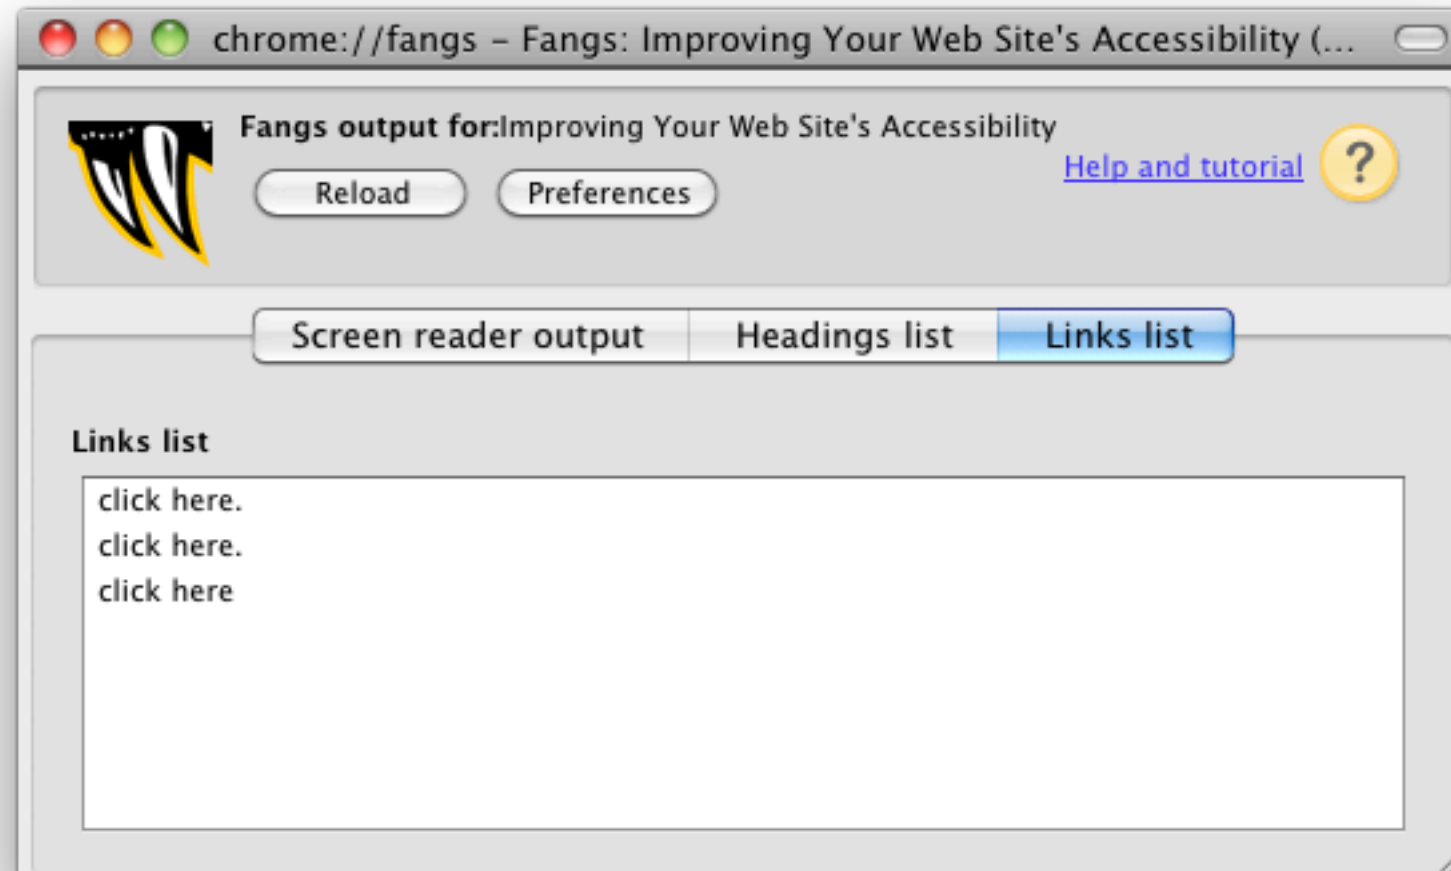 chrome://fangs – Fangs: Improving Your Web Site's Accessibility (...
Fangs output for:Improving Your Web Site's Accessibility
Help and tutorial
?
Reload Preferences
Screen reader output Headings list Links list
Links list
click here.
click here.
click here